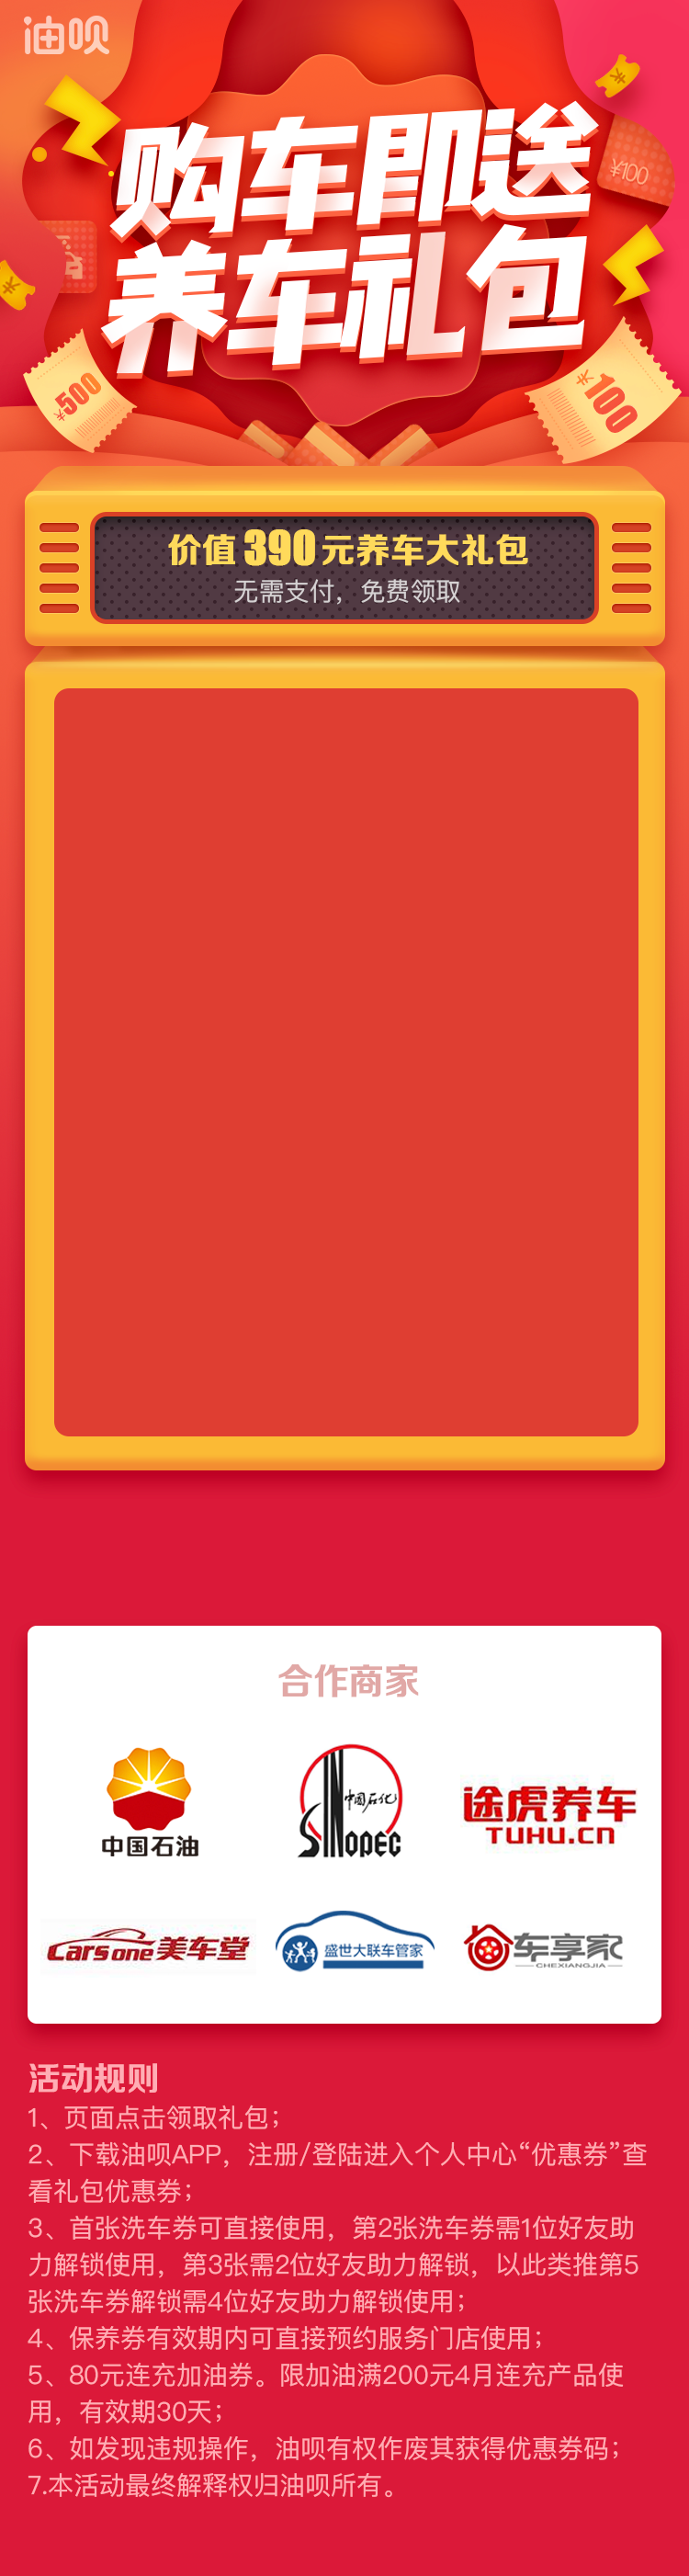 油呗
购车即送
¥100
养车礼包
500
100
价值390元养车大礼包
无需支付，免费领取
合作商家
中国石油
中国石化
SINOPEC
途虎养车
TUHU.CN
Carsone美车堂
盛世大联车管家
车享家
CHEXIANGJIA
活动规则
1、页面点击领取礼包；
2、下载油呗APP，注册/登陆进入个人中心“优惠券”查
看礼包优惠券；
3、首张洗车券可直接使用，第2张洗车券需1位好友助
力解锁使用，第3张需2位好友助力解锁，以此类推第5
张洗车券解锁需4位好友助力解锁使用；
4、保养券有效期内可直接预约服务门店使用；
5、80元连充加油券。限加油满200元4月连充产品使
用，有效期30天；
6、如发现违规操作，油呗有权作废其获得优惠券码；
7.本活动最终解释权归油呗所有。